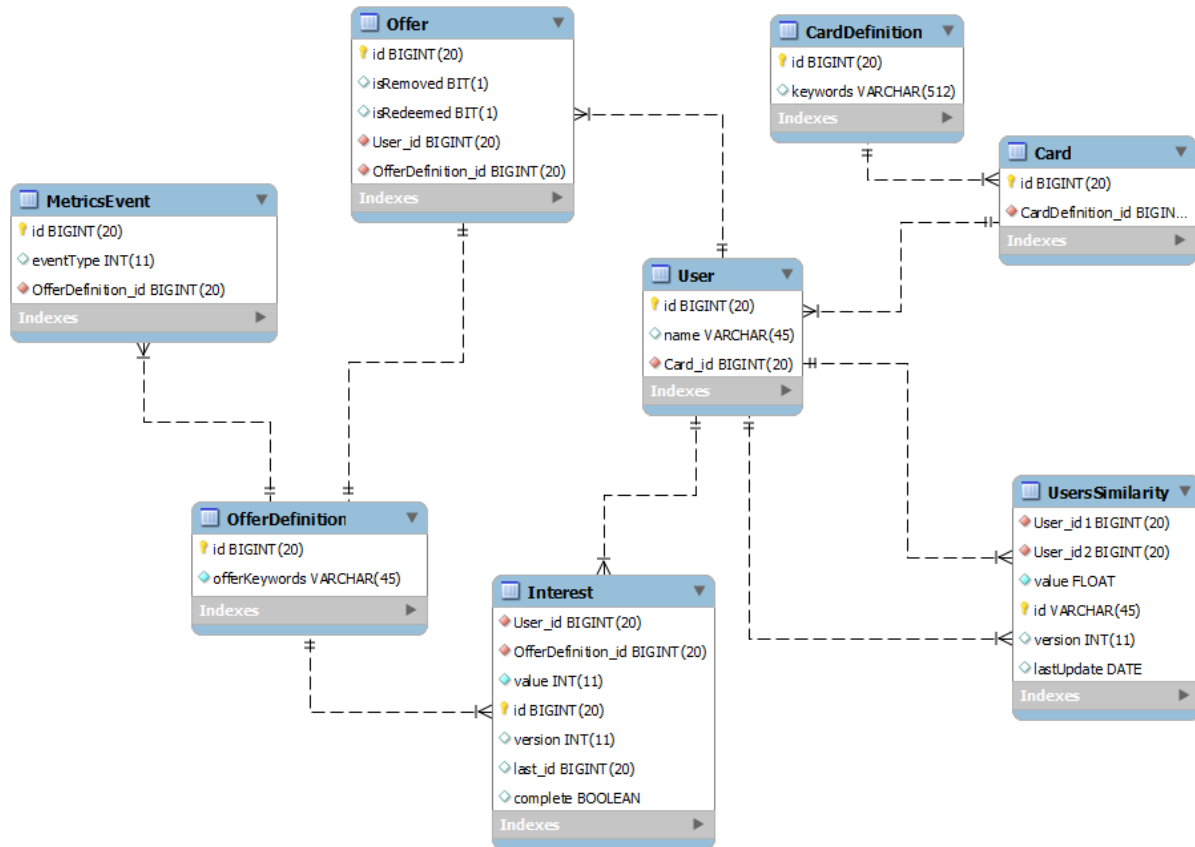 Offer
id BIGINT(20)
isRemoved BIT(1)
isRedeemed BIT(1)
User_id BIGINT(20)
OfferDefinition_id BIGINT(20)
Indexes
CardDefinition
id BIGINT(20)
keywords VARCHAR(512)
Indexes
Card
id BIGINT(20)
CardDefinition_id BIGIN...
Indexes
MetricsEvent
id BIGINT(20)
eventType INT(11)
OfferDefinition_id BIGINT(20)
Indexes
User
id BIGINT(20)
name VARCHAR(45)
Card_id BIGINT(20)
Indexes
OfferDefinition
id BIGINT(20)
offerKeywords VARCHAR(45)
Indexes
Interest
User_id BIGINT(20)
OfferDefinition_id BIGINT(20)
value INT(11)
id BIGINT(20)
version INT(11)
last_id BIGINT(20)
complete BOOLEAN
Indexes
UsersSimilarity
User_id1 BIGINT(20)
User_id2 BIGINT(20)
value FLOAT
id VARCHAR(45)
version INT(11)
lastUpdate DATE
Indexes